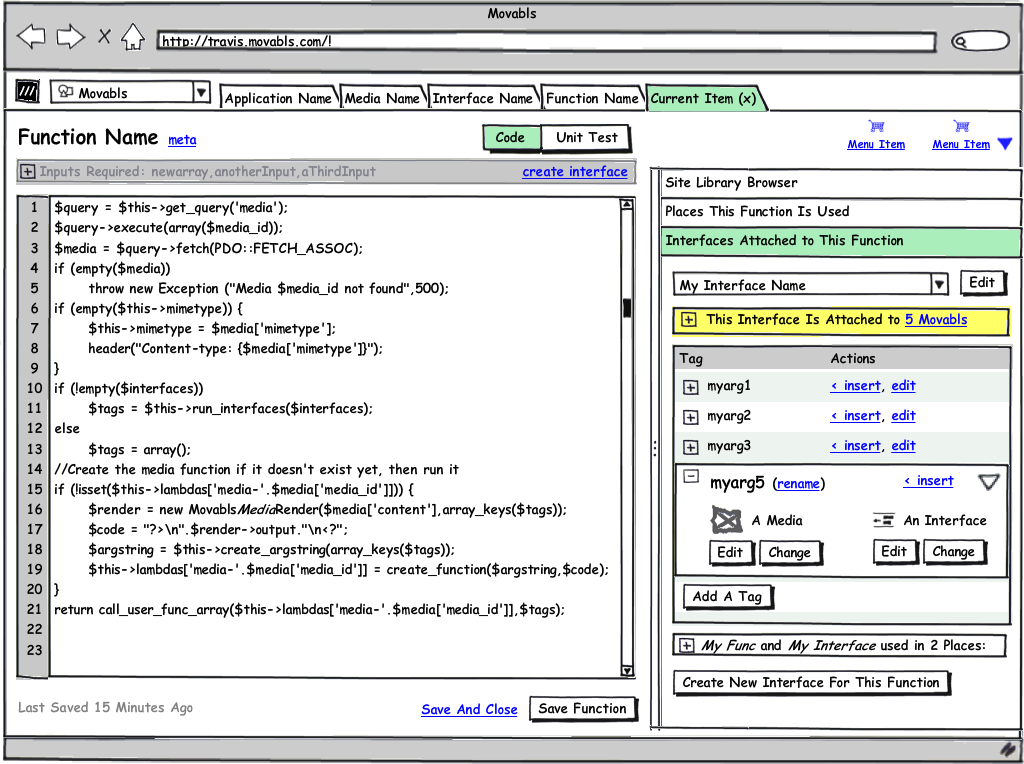 Movabls
http://travis.movabls.com/!
Movabls
Application Name
Media Name
Interface Name
Function Name
Current Item (x)
Function Name meta
Code
Unit Test
Menu Item
Menu Item
Inputs Required: newarray,anotherInput,aThirdInput
create interface
1 $query = $this->get_query('media');
2 $query->execute(array($media_id));
3 $media = $query->fetch(PDO::FETCH_ASSOC);
4 if (empty($media))
5 throw new Exception ("Media $media_id not found",500);
6 if (empty($this->mimetype)) {
7 $this->mimetype = $media['mimetype'];
8 header("Content-type: {$media['mimetype']}");
9 }
10 if (!empty($interfaces))
11 $tags = $this->run_interfaces($interfaces);
12 else
13 $tags = array();
14 //Create the media function if it doesn't exist yet, then run it
15 if (!isset($this->lambdas['media-'.$media['media_id']])) {
16 $render = new MovablsMediaRender($media['content'],array_keys($tags));
17 $code = "?>\n".$render->output."\n<?";
18 $argstring = $this->create_argstring(array_keys($tags));
19 $this->lambdas['media-'.$media['media_id']] = create_function($argstring,$code);
20 }
21 return call_user_func_array($this->lambdas['media-'.$media['media_id']],$tags);
22
23
Last Saved 15 Minutes Ago
Save And Close
Save Function
Site Library Browser
Places This Function Is Used
Interfaces Attached to This Function
My Interface Name
Edit
This Interface Is Attached to 5 Movabls
Tag Actions
myarg1 < insert, edit
myarg2 < insert, edit
myarg3 < insert, edit
myarg5 (rename) < insert
A Media
An Interface
Edit Change
Edit Change
Add A Tag
My Func and My Interface used in 2 Places:
Create New Interface For This Function